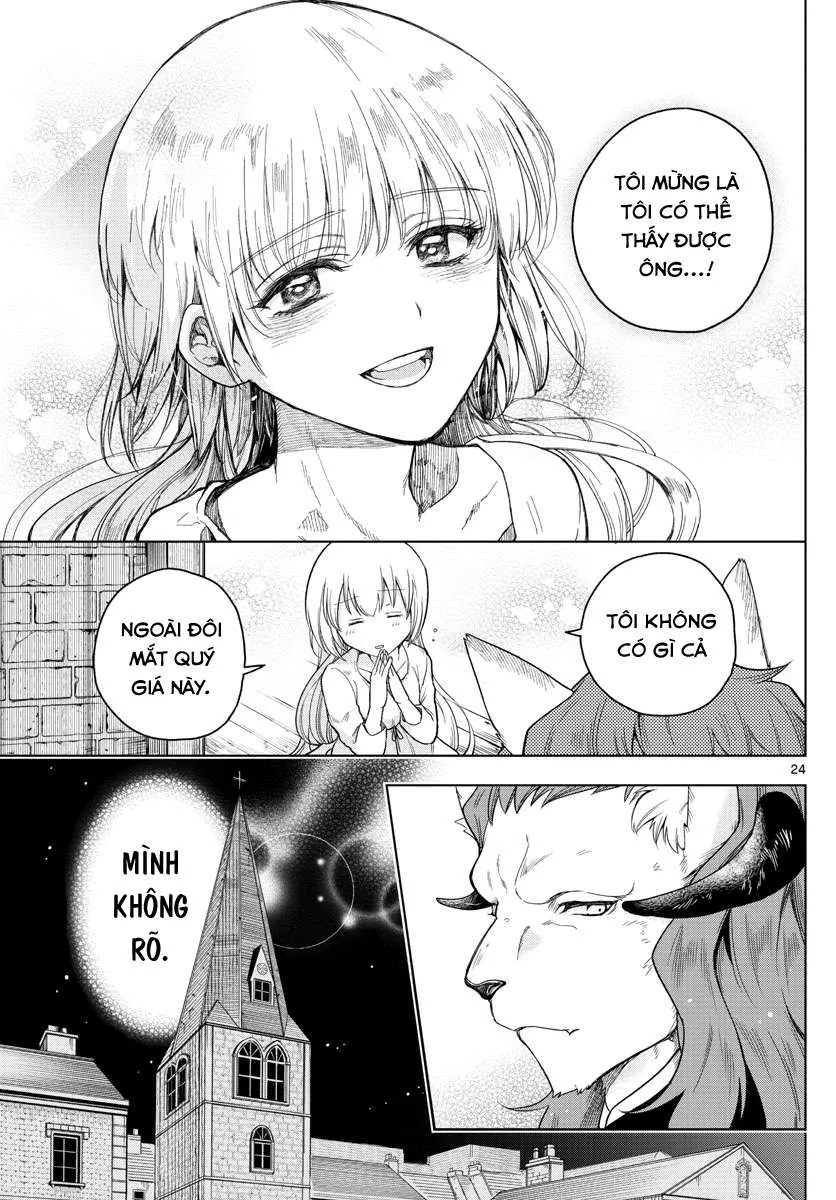 TÔI MỪNG LÀ
TÔI CÓ THỂ
THẤY ĐƯỢC
ÔNG...!
TÔI KHÔNG
CÓ GÌ CẢ
NGOÀI ĐÔI
MẮT QUÝ
GIÁ NÀY.
24
MÌNH
KHÔNG
RÕ.